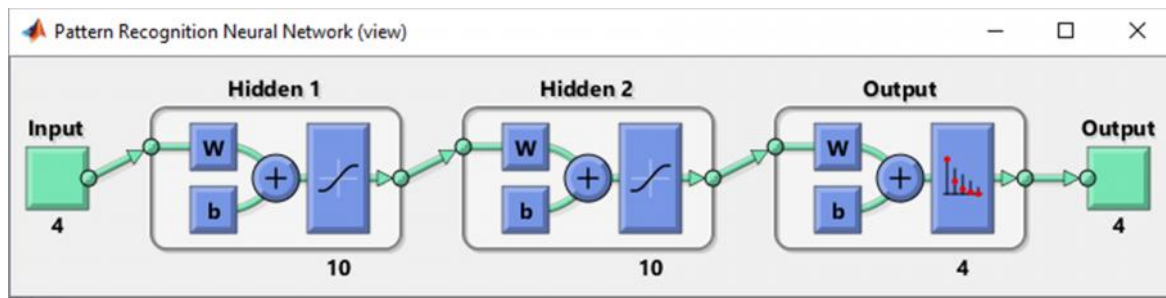 Pattern Recognition Neural Network (view)
Hidden 1 Hidden 2 Output
Input Output
W W W
b b b
4 4
10 10 4